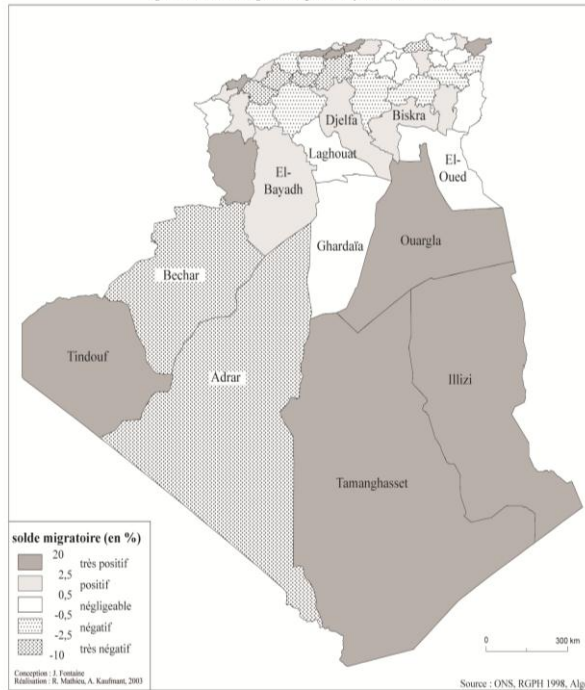 Djelfa
Biskra
Laghouat
El-
Oued
El-
Bayadh
Ghardaïa
Ouargla
Bechar
Tindouf
Adrar
Illizi
Tamanghasset
solde migratoire (en %)
20
très positif
2,5
positif
0,5
négligeable
-0,5
négatif
-2,5
très négatif
-10
Conception : J. Fontaine
Réalisation : R. Mathieu, A. Kaufmant, 2003
0 300 km
Source : ONS, RGPH 1998, Alg